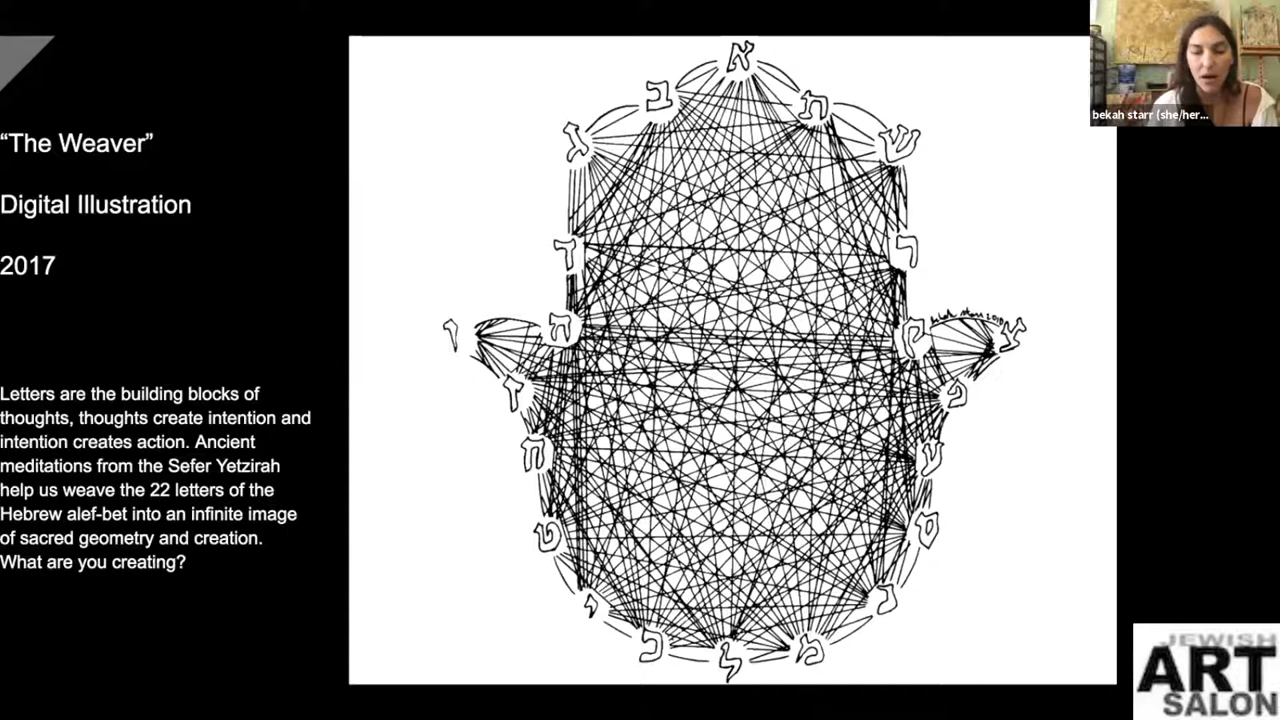 “The Weaver”
Digital Illustration
2017
Letters are the building blocks of
thoughts, thoughts create intention and
intention creates action. Ancient
meditations from the Sefer Yetzirah
help us weave the 22 letters of the
Hebrew alef-bet into an infinite image
of sacred geometry and creation.
What are you creating?
א
ב
ת
ג
ש
ד
ר
ה
ק
ו
צ
ז
פ
ח
ע
ט
ס
י
נ
כ
ל
מ
bekah starr (she/her...
JEWISH
ART
SALON